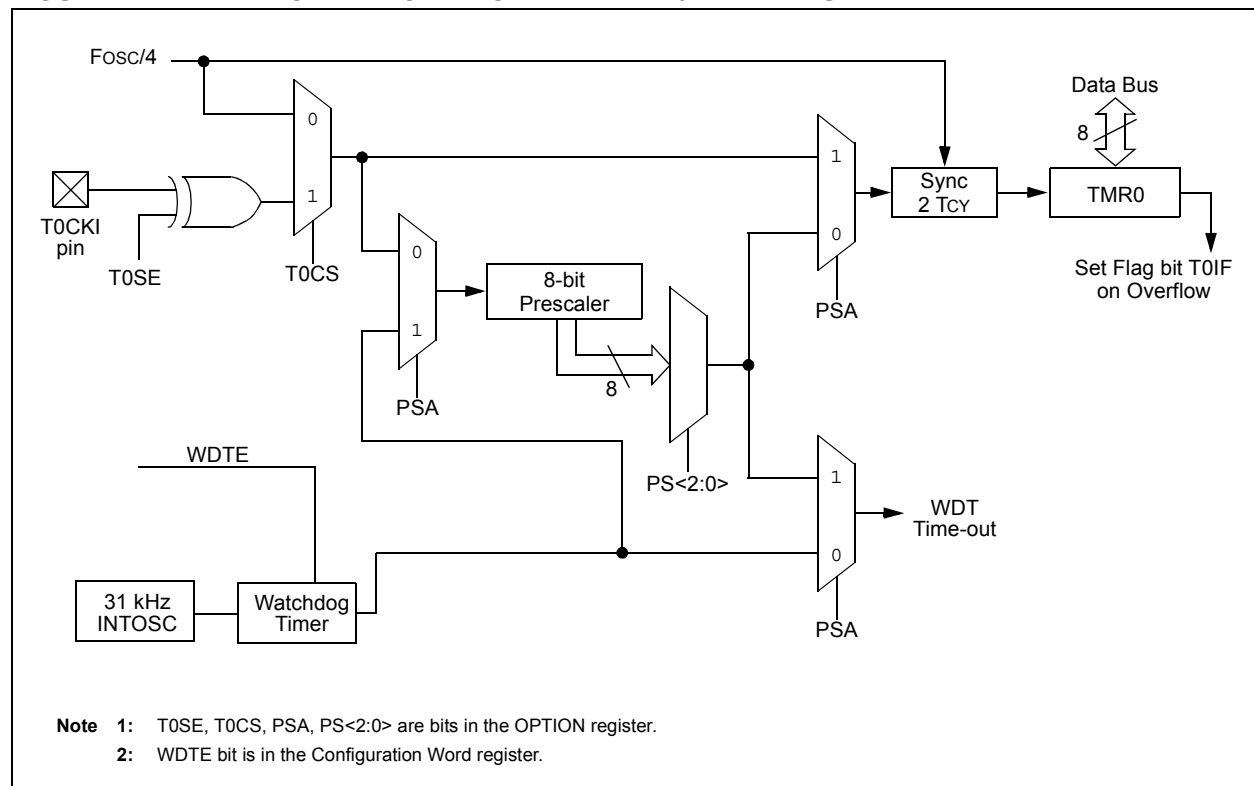 FOSC/4
Data Bus
0
8
1
1
Sync
2 TCY
TMR0
T0CKI
pin
T0SE
T0CS
0
8-bit
Prescaler
0
Set Flag bit T0IF
on Overflow
1
PSA
8
PSA
WDTE
PS<2:0>
1
WDT
Time-out
0
31 kHz
INTOSC
Watchdog
Timer
PSA
Note 1: T0SE, T0CS, PSA, PS<2:0> are bits in the OPTION register.
2: WDTE bit is in the Configuration Word register.